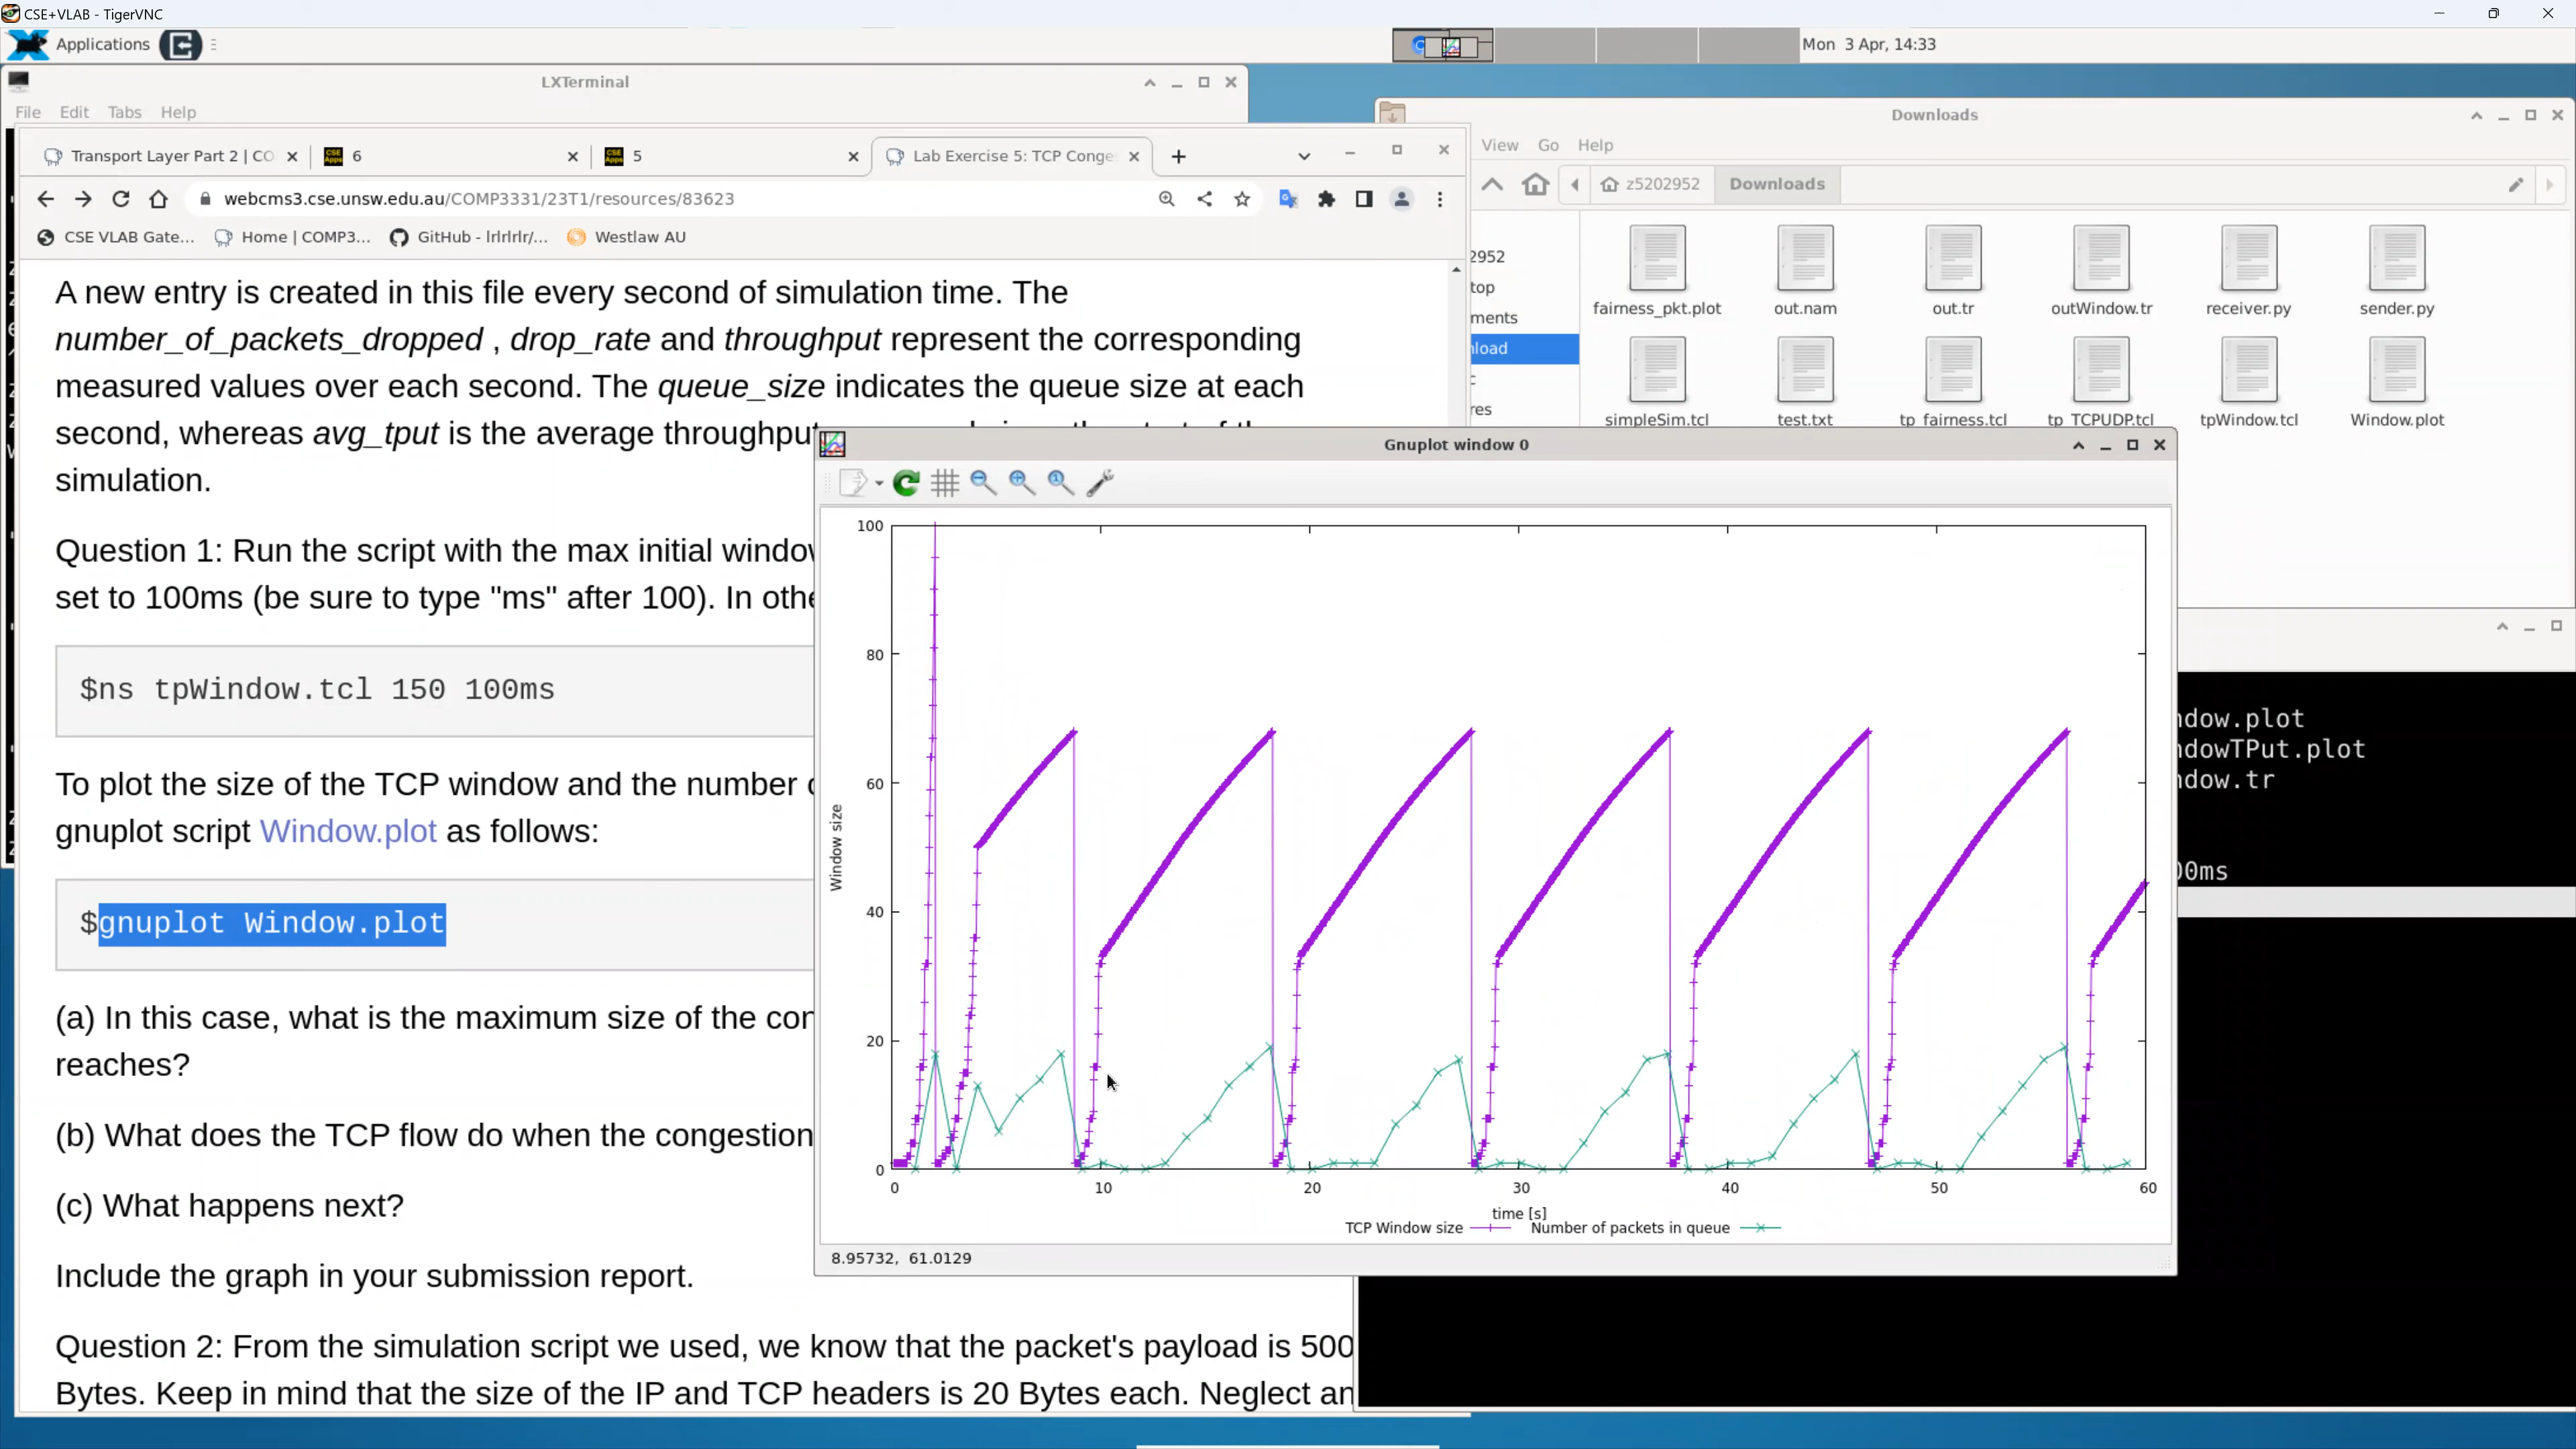 CSE+VLAB - TigerVNC
Applications
Mon 3 Apr, 14:33
LXTerminal
File Edit Tabs Help
Downloads
View Go Help
z5202952 Downloads
Transport Layer Part 2 | CO
6
5
Lab Exercise 5: TCP Conge
webcms3.cse.unsw.edu.au/COMP3331/23T1/resources/83623
CSE VLAB Gate... Home | COMP3... GitHub - lrlrlrlr/... Westlaw AU
2952
top
ments
nload
res
fairness_pkt.plot out.nam out.tr outWindow.tr receiver.py sender.py
simpleSim.tcl test.txt tp_fairness.tcl tp_TCPUDP.tcl tpWindow.tcl Window.plot
A new entry is created in this file every second of simulation time. The
number_of_packets_dropped , drop_rate and throughput represent the corresponding
measured values over each second. The queue_size indicates the queue size at each
second, whereas avg_tput is the average throughput
simulation.
Question 1: Run the script with the max initial window
set to 100ms (be sure to type "ms" after 100). In othe
$ns tpWindow.tcl 150 100ms
To plot the size of the TCP window and the number o
gnuplot script Window.plot as follows:
$gnuplot Window.plot
(a) In this case, what is the maximum size of the con
reaches?
(b) What does the TCP flow do when the congestion
(c) What happens next?
Include the graph in your submission report.
Question 2: From the simulation script we used, we know that the packet's payload is 500
Bytes. Keep in mind that the size of the IP and TCP headers is 20 Bytes each. Neglect an
Gnuplot window 0
100
80
60
40
20
0
Window size
0 10 20 30 40 50 60
time [s]
TCP Window size Number of packets in queue
8.95732, 61.0129
ndow.plot
ndowTPut.plot
ndow.tr
00ms